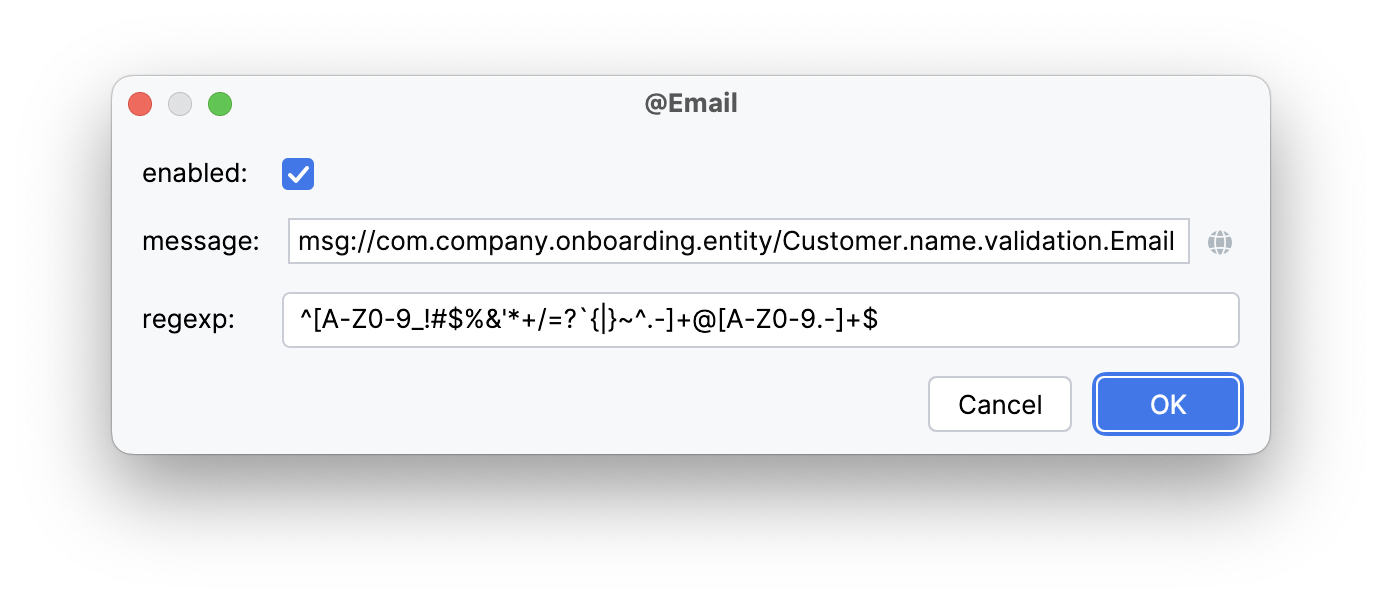 @Email
enabled:
message: msg://com.company.onboarding.entity/Customer.name.validation.Email
regexp: ^[A-Z0-9_!#$%&'*+/=?`{|}~^.-]+@[A-Z0-9.-]+$
Cancel OK